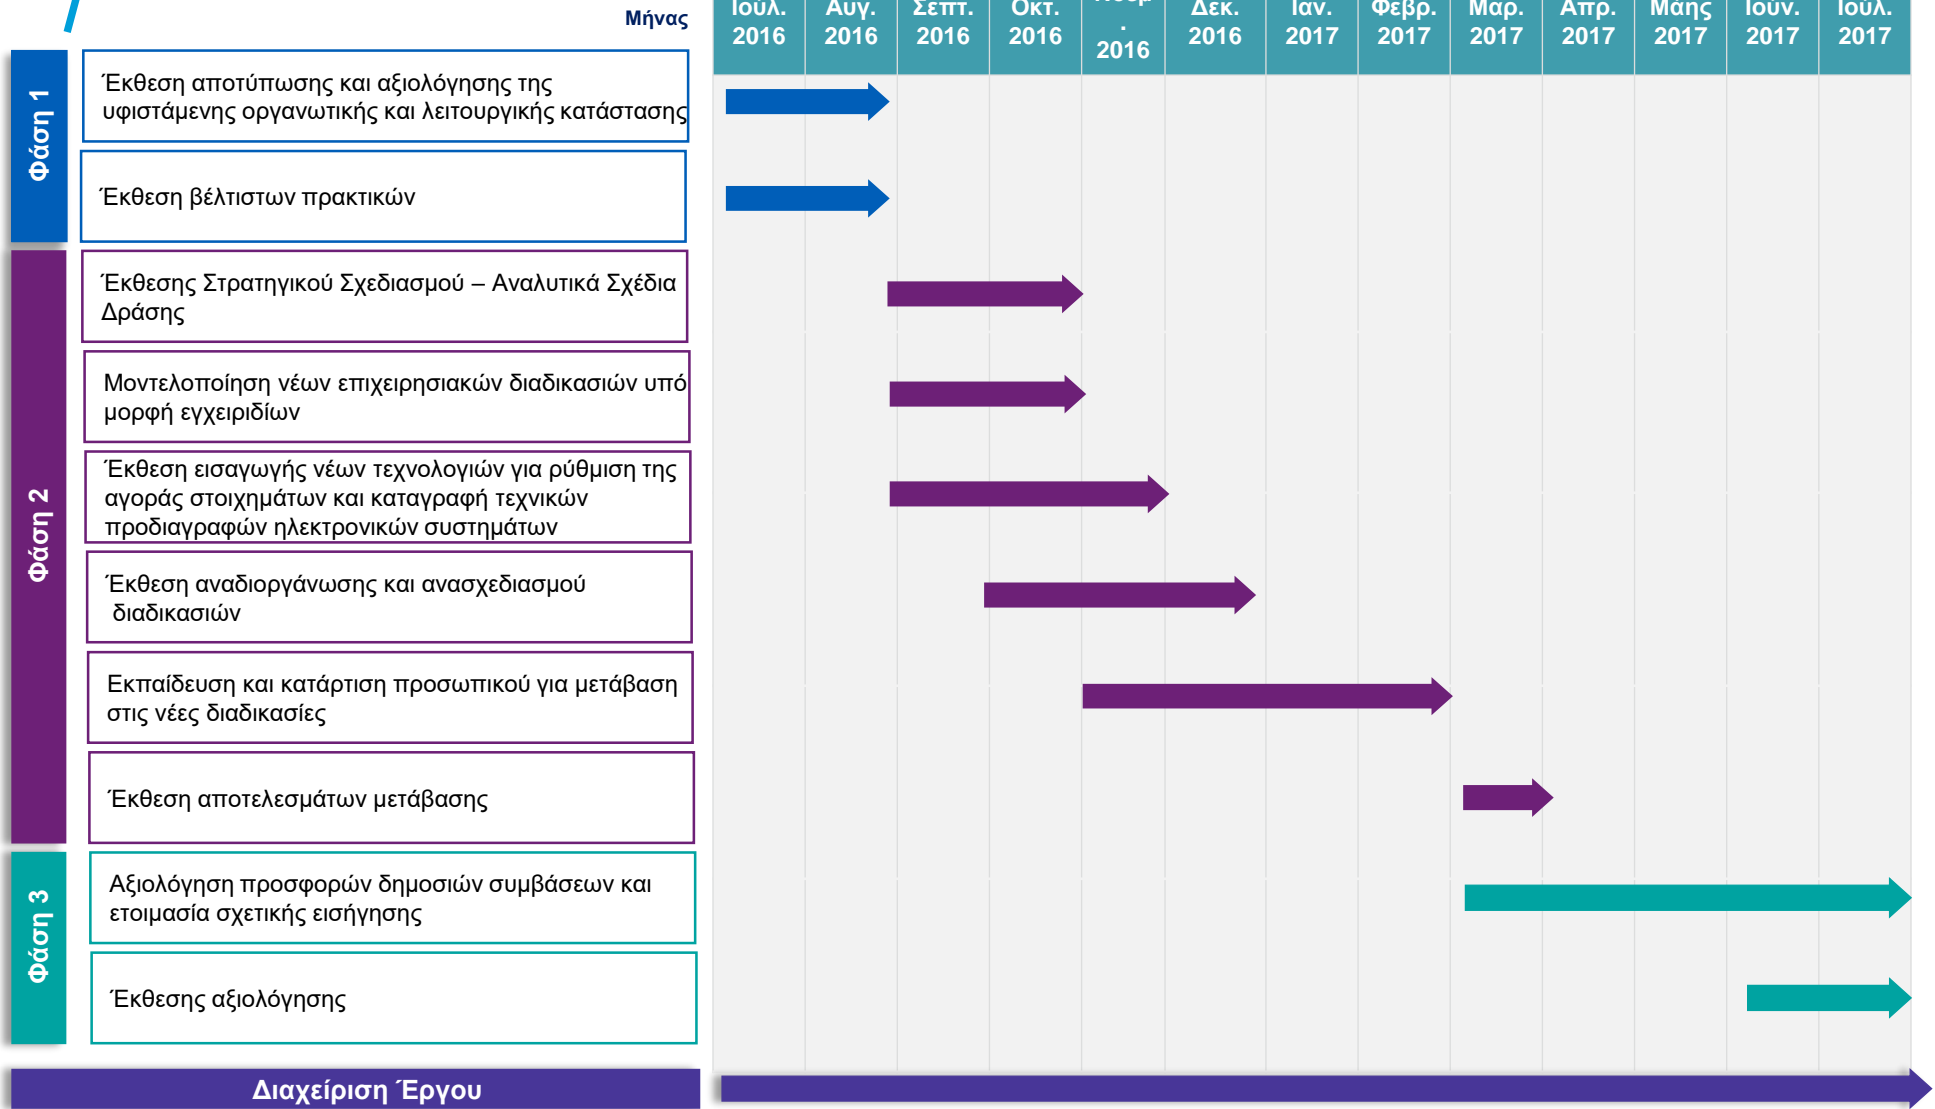 Μήνας
Ιούλ. 2016
Αυγ. 2016
Σεπτ. 2016
Οκτ. 2016
Νοεμ. 2016
Δεκ. 2016
Ιαν. 2017
Φεβρ. 2017
Μαρ. 2017
Απρ. 2017
Μάης 2017
Ιούν. 2017
Ιούλ. 2017
Φάση 1
Έκθεση αποτύπωσης και αξιολόγησης της
υφιστάμενης οργανωτικής και λειτουργικής κατάστασης
Έκθεση βέλτιστων πρακτικών
Φάση 2
Έκθεσης Στρατηγικού Σχεδιασμού – Αναλυτικά Σχέδια
Δράσης
Μοντελοποίηση νέων επιχειρησιακών διαδικασιών υπό
μορφή εγχειριδίων
Έκθεση εισαγωγής νέων τεχνολογιών για ρύθμιση της
αγοράς στοιχημάτων και καταγραφή τεχνικών
προδιαγραφών ηλεκτρονικών συστημάτων
Έκθεση αναδιοργάνωσης και ανασχεδιασμού
διαδικασιών
Εκπαίδευση και κατάρτιση προσωπικού για μετάβαση
στις νέες διαδικασίες
Έκθεση αποτελεσμάτων μετάβασης
Φάση 3
Αξιολόγηση προσφορών δημοσιών συμβάσεων και
ετοιμασία σχετικής εισήγησης
Έκθεσης αξιολόγησης
Διαχείριση Έργου